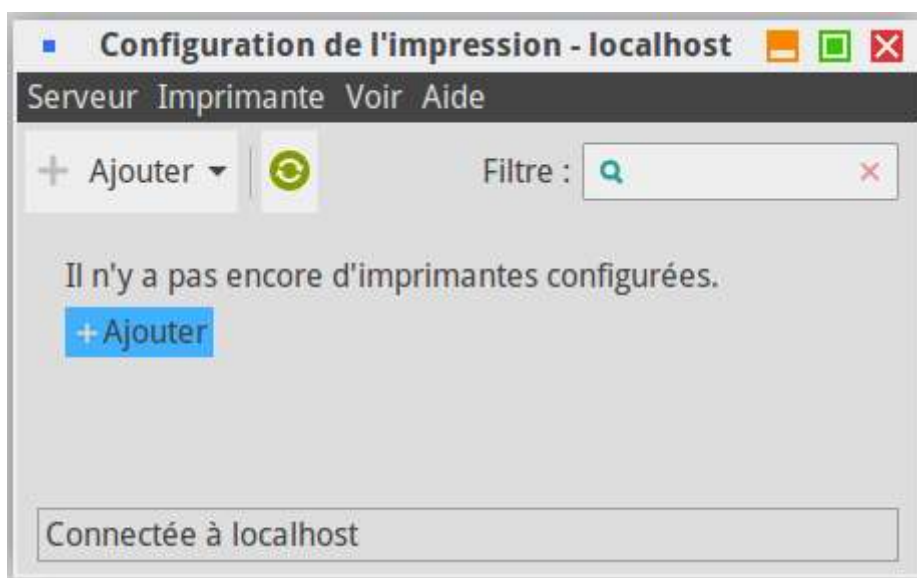 Configuration de l'impression - localhost
Serveur Imprimante Voir Aide
Ajouter Filtre :
Il n'y a pas encore d'imprimantes configurées.
+Ajouter
Connectée à localhost